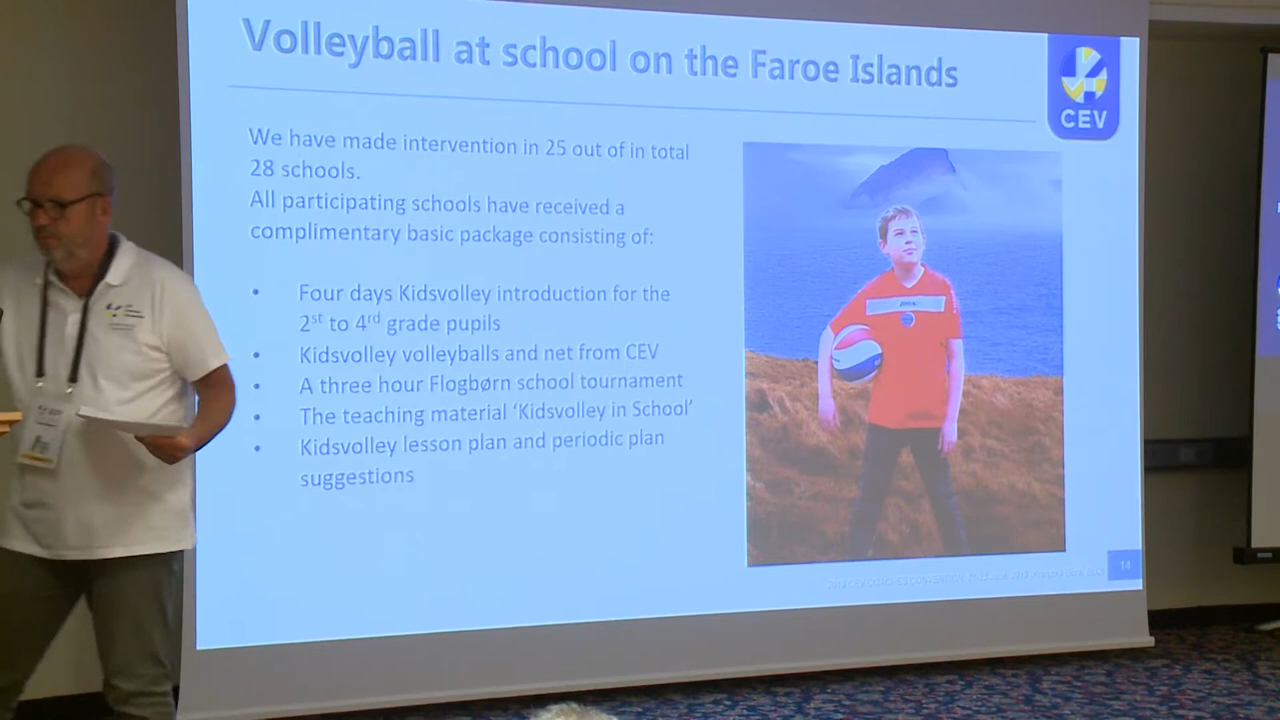 Volleyball at school on the Faroe Islands
CEV
We have made intervention in 25 out of in total
28 schools.
All participating schools have received a
complimentary basic package consisting of:
• Four days Kidsvolley introduction for the
2st to 4rd grade pupils
• Kidsvolley volleyballs and net from CEV
• A three hour Flogbørn school tournament
• The teaching material ‘Kidsvolley in School’
• Kidsvolley lesson plan and periodic plan
suggestions
CEV COACHES CONVENTION
14